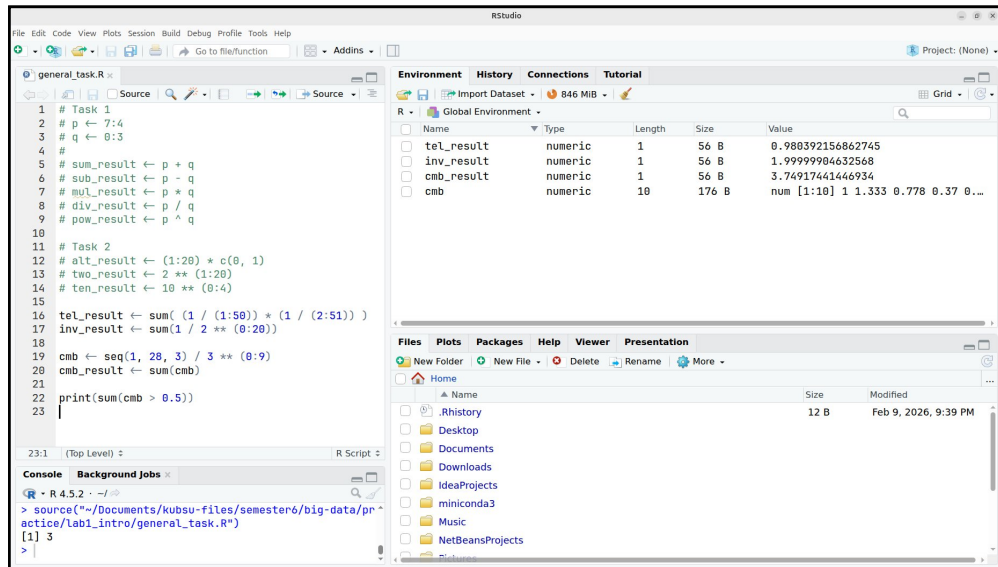 RStudio
File Edit Code View Plots Session Build Debug Profile Tools Help
Go to file/function Addins Project: (None)
general_task.R
Source Source
1 # Task 1
2 # p ← 7:4
3 # q ← 0:3
4 #
5 # sum_result ← p + q
6 # sub_result ← p - q
7 # mul_result ← p * q
8 # div_result ← p / q
9 # pow_result ← p ^ q
10
11 # Task 2
12 # alt_result ← (1:20) * c(0, 1)
13 # two_result ← 2 ** (1:20)
14 # ten_result ← 10 ** (0:4)
15
16 tel_result ← sum( (1 / (1:50)) * (1 / (2:51)) )
17 inv_result ← sum(1 / 2 ** (0:20))
18
19 cmb ← seq(1, 28, 3) / 3 ** (0:9)
20 cmb_result ← sum(cmb)
21
22 print(sum(cmb > 0.5))
23
23:1 (Top Level) R Script
Console Background Jobs
R 4.5.2 · ~/
> source("~/Documents/kubsu-files/semester6/big-data/pr
actice/lab1_intro/general_task.R")
[1] 3
>
Environment History Connections Tutorial
Import Dataset 846 MiB Grid
R Global Environment
Name Type Length Size Value
tel_result numeric 1 56 B 0.980392156862745
inv_result numeric 1 56 B 1.99999904632568
cmb_result numeric 1 56 B 3.74917441446934
cmb numeric 10 176 B num [1:10] 1 1.333 0.778 0.37 0.…
Files Plots Packages Help Viewer Presentation
New Folder New File Delete Rename More
Home ...
Name Size Modified
.Rhistory 12 B Feb 9, 2026, 9:39 PM
Desktop
Documents
Downloads
IdeaProjects
miniconda3
Music
NetBeansProjects
Pictures